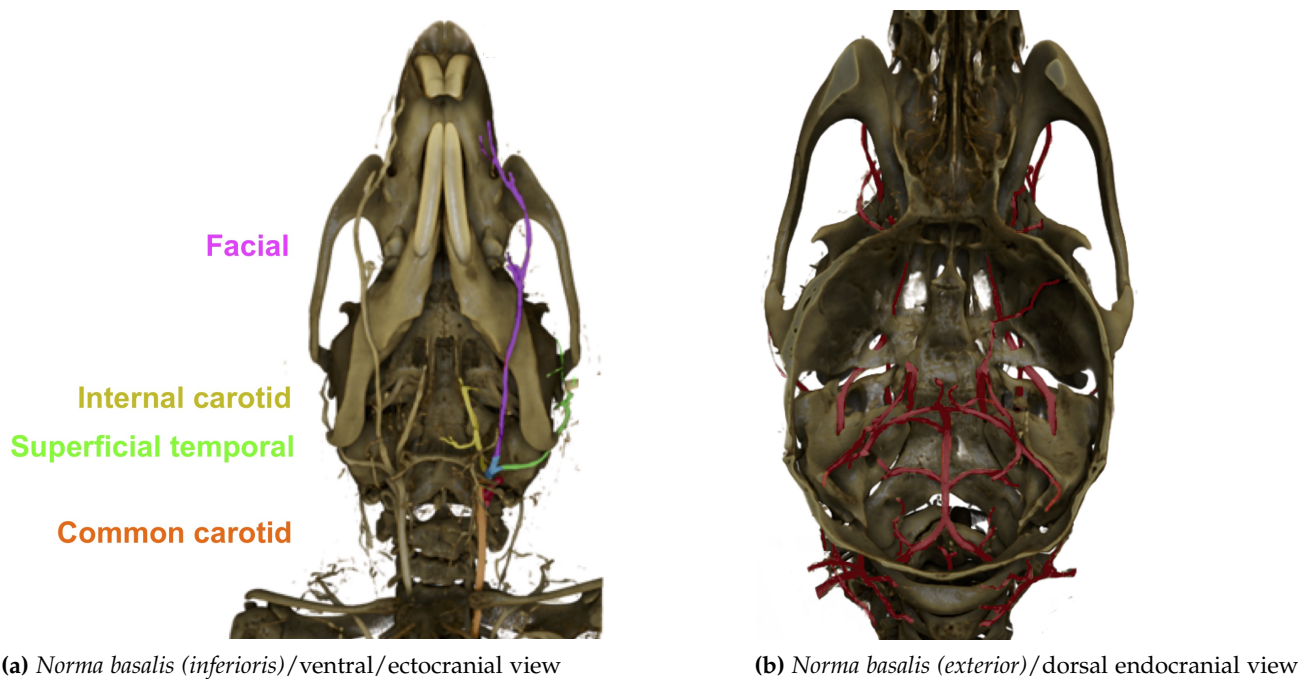 Facial
Internal carotid
Superficial temporal
Common carotid
(a) Norma basalis (inferioris)/ventral/ectocranial view
(b) Norma basalis (exterior)/dorsal endocranial view